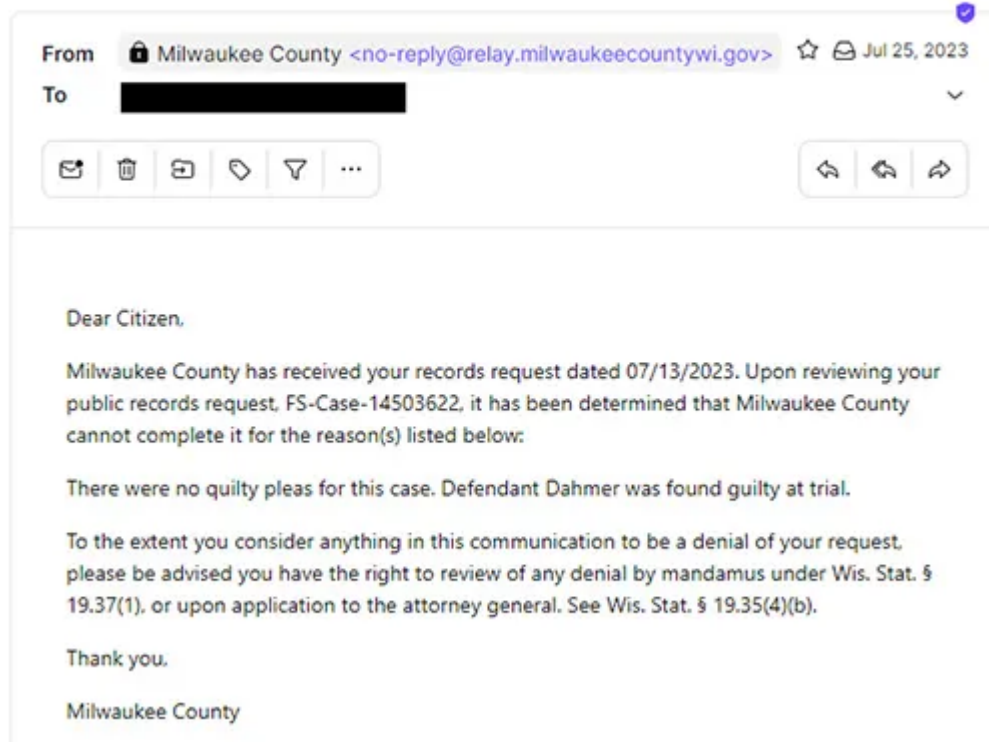 From Milwaukee County <no-reply@relay.milwaukeecountywi.gov> Jul 25, 2023
To
Dear Citizen,
Milwaukee County has received your records request dated 07/13/2023. Upon reviewing your
public records request, FS-Case-14503622, it has been determined that Milwaukee County
cannot complete it for the reason(s) listed below:
There were no quilty pleas for this case. Defendant Dahmer was found guilty at trial.
To the extent you consider anything in this communication to be a denial of your request,
please be advised you have the right to review of any denial by mandamus under Wis. Stat. §
19.37(1), or upon application to the attorney general. See Wis. Stat. § 19.35(4)(b).
Thank you,
Milwaukee County